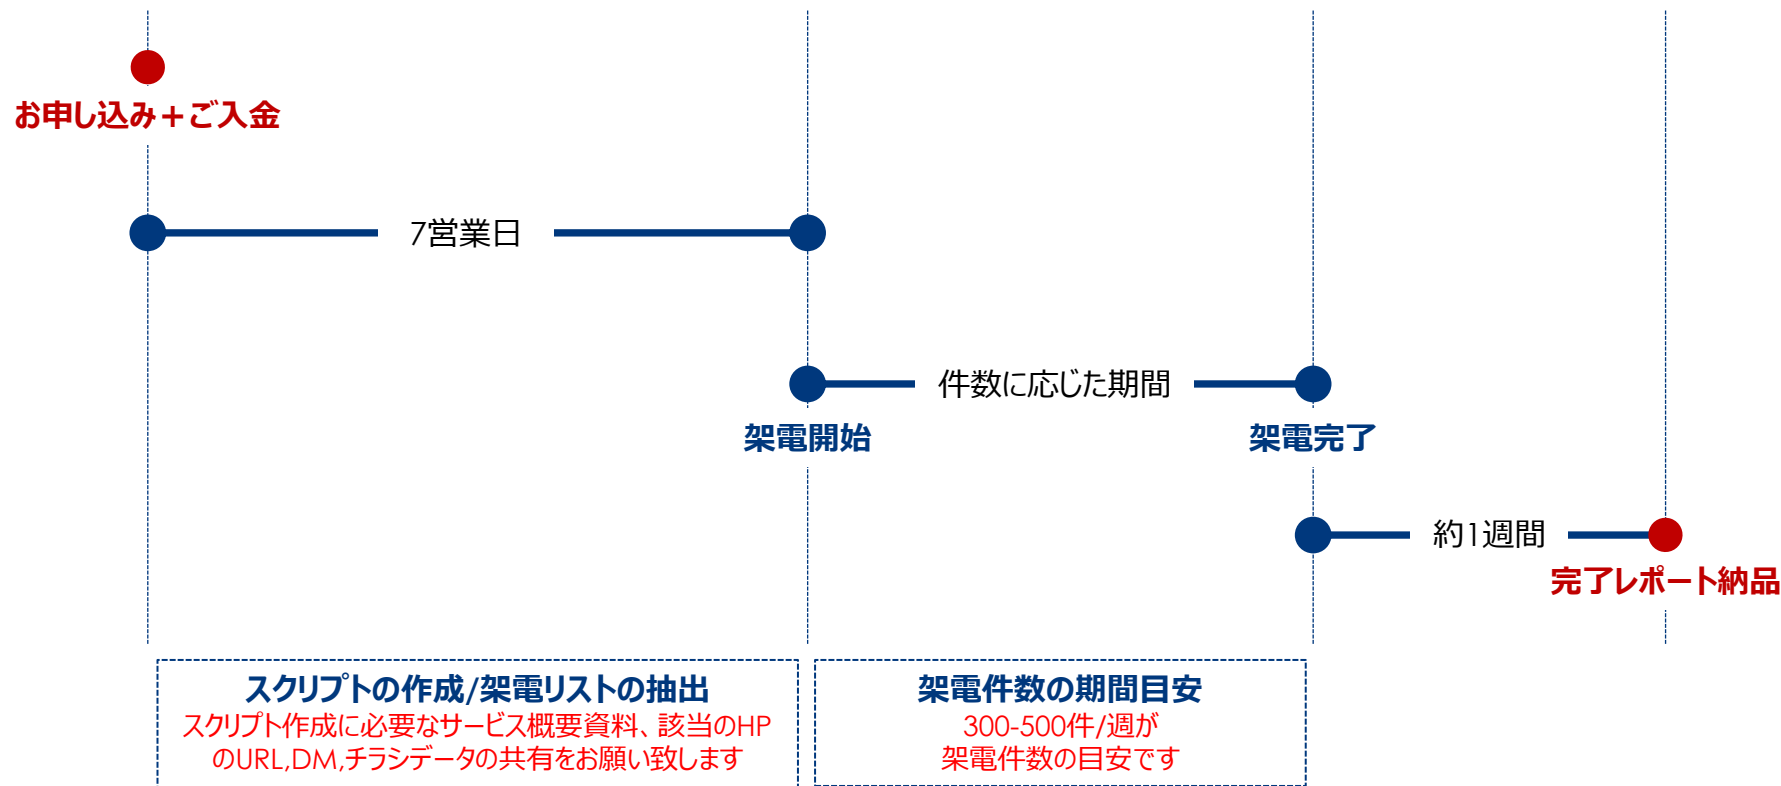 お申し込み+ご入金
7営業日
件数に応じた期間
架電開始
架電完了
約1週間
完了レポート納品
スクリプトの作成/架電リストの抽出
スクリプト作成に必要なサービス概要資料、該当のHP
のURL,DM,チラシデータの共有をお願い致します
架電件数の期間目安
300-500件/週が
架電件数の目安です